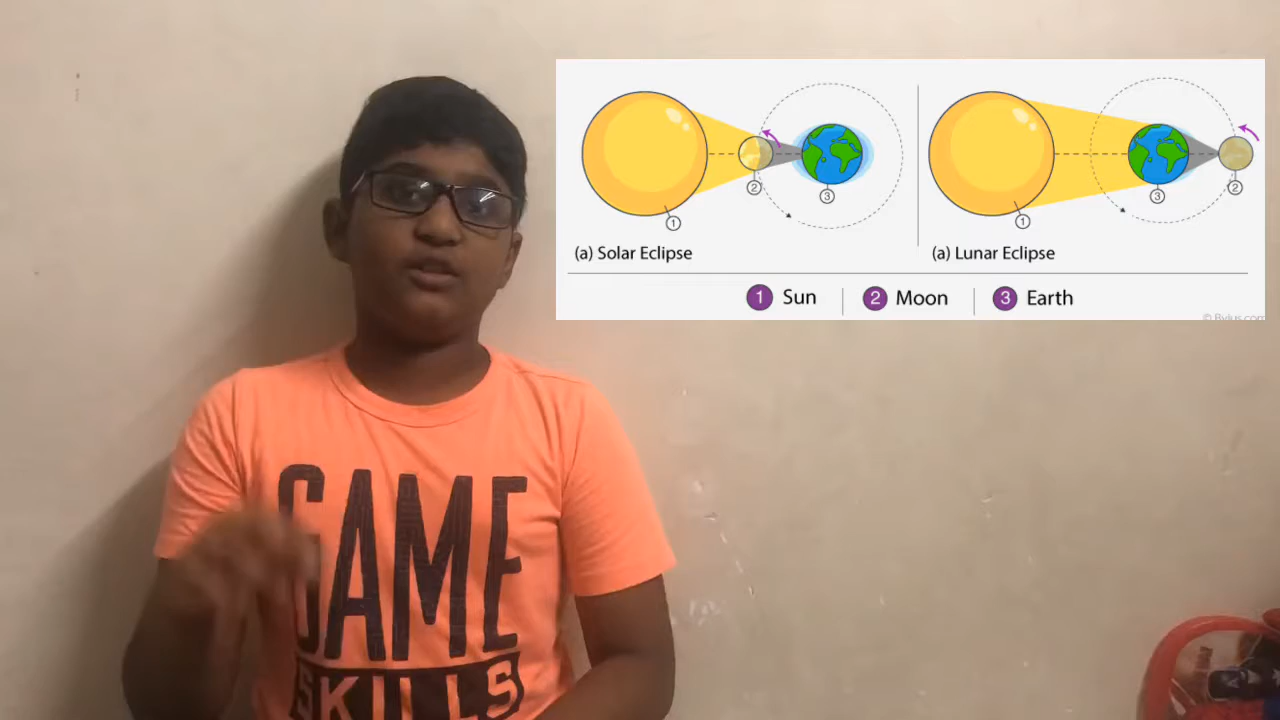 1
2
3
(a) Solar Eclipse
1
2
3
(a) Lunar Eclipse
1 Sun
2 Moon
3 Earth
© Byjus.com
GAME
SKILLS